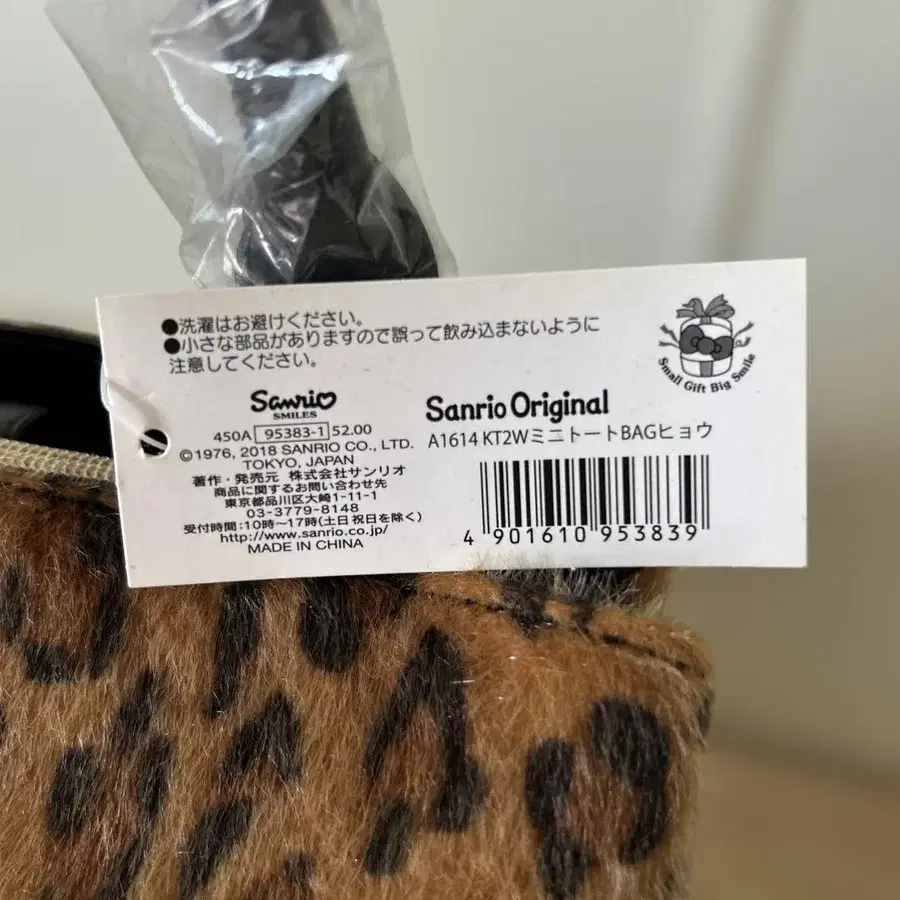 ●洗濯はお避けください。
●小さな部品がありますので誤って飲み込まないように
注意してください。
Sanrio
SMILES
450A 95383-1 52.00
©1976, 2018 SANRIO CO., LTD.
TOKYO, JAPAN
著作・発売元 株式会社サンリオ
商品に関するお問い合わせ先
東京都品川区大崎1-11-1
03-3779-8148
受付時間:10時〜17時(土日祝日を除く)
http://www.sanrio.co.jp/
MADE IN CHINA
Small Gift Big Smile
Sanrio Original
A1614 KT2WミニトートBAGヒョウ
4 901610 953839